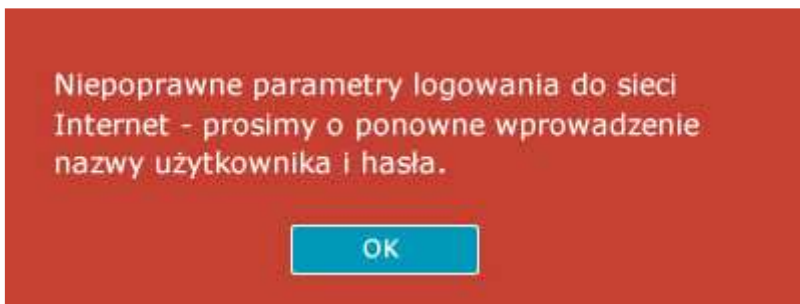 Niepoprawne parametry logowania do sieci
Internet - prosimy o ponowne wprowadzenie
nazwy użytkownika i hasła.
OK